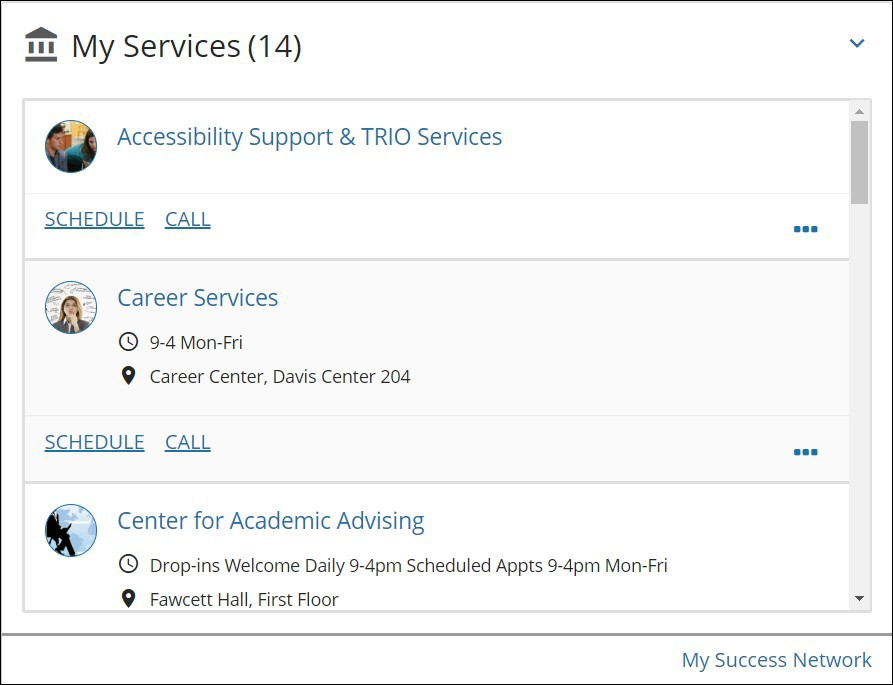 My Services (14)
Accessibility Support & TRIO Services
SCHEDULE CALL
Career Services
9-4 Mon-Fri
Career Center, Davis Center 204
SCHEDULE CALL
Center for Academic Advising
Drop-ins Welcome Daily 9-4pm Scheduled Appts 9-4pm Mon-Fri
Fawcett Hall, First Floor
My Success Network